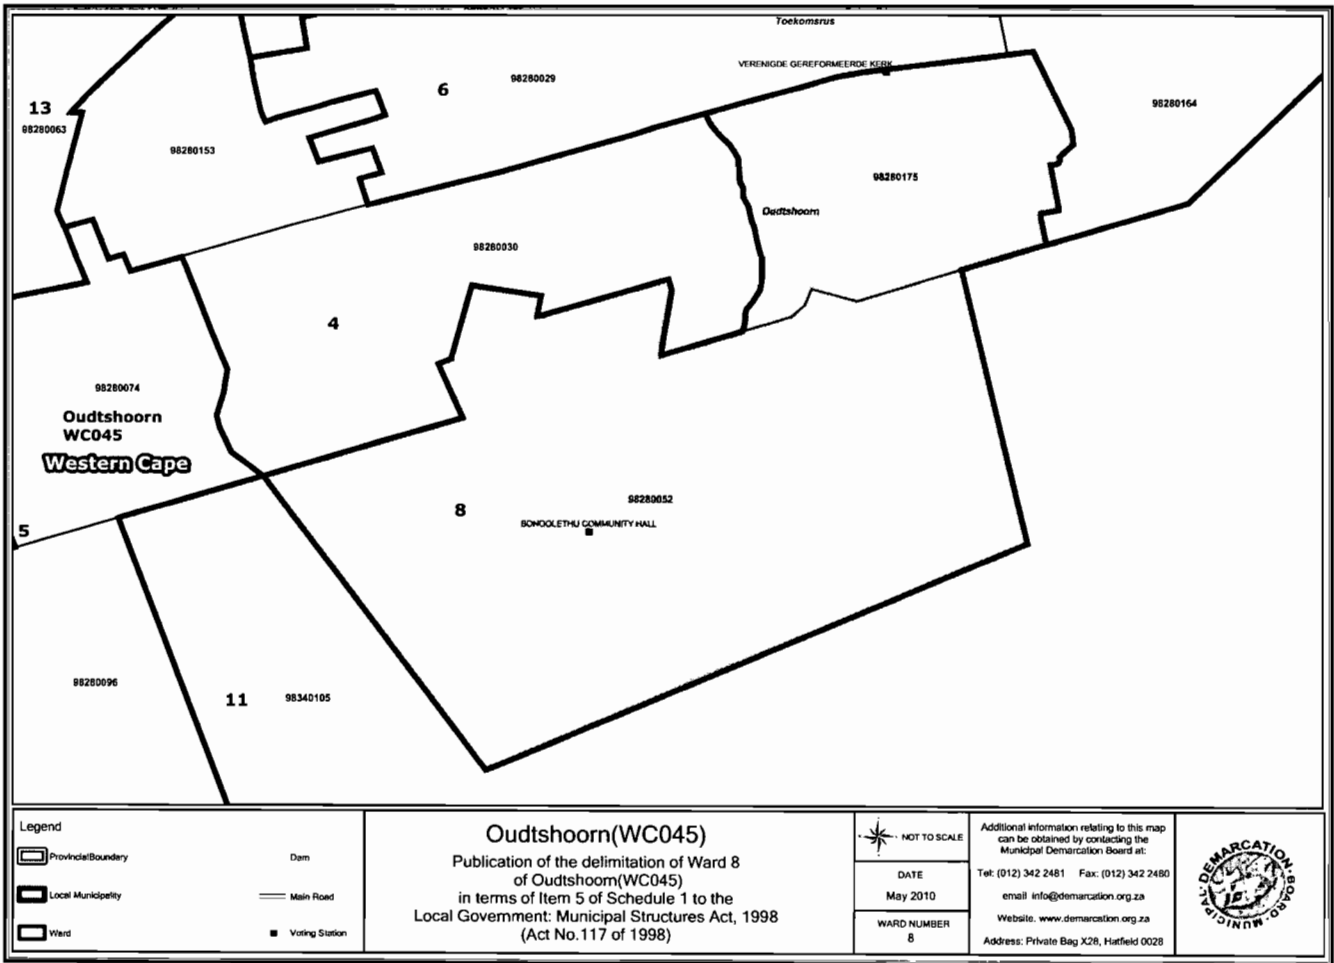 Toekomsrus
VERENIGDE GEREFORMEERDE KERK
98280029
6
98280164
13
98280063
98280153
98280175
Oudtshoorn
98280030
4
98280074
Oudtshoorn
WC045
Western Cape
98280052
8
BONGOLETHU COMMUNITY HALL
5
98280096
11
98340105
Legend
ProvincialBoundary
Dam
Local Municipality
Main Road
Ward
Voting Station
Oudtshoorn(WC045)
Publication of the delimitation of Ward 8
of Oudtshoorn(WC045)
in terms of Item 5 of Schedule 1 to the
Local Government: Municipal Structures Act, 1998
(Act No.117 of 1998)
NOT TO SCALE
DATE
May 2010
WARD NUMBER
8
Additional information relating to this map
can be obtained by contacting the
Municipal Demarcation Board at:
Tel: (012) 342 2481 Fax: (012) 342 2480
email info@demarcation.org.za
Website. www.demarcation.org.za
Address: Private Bag X28, Hatfield 0028
MUNICIPAL DEMARCATION BOARD